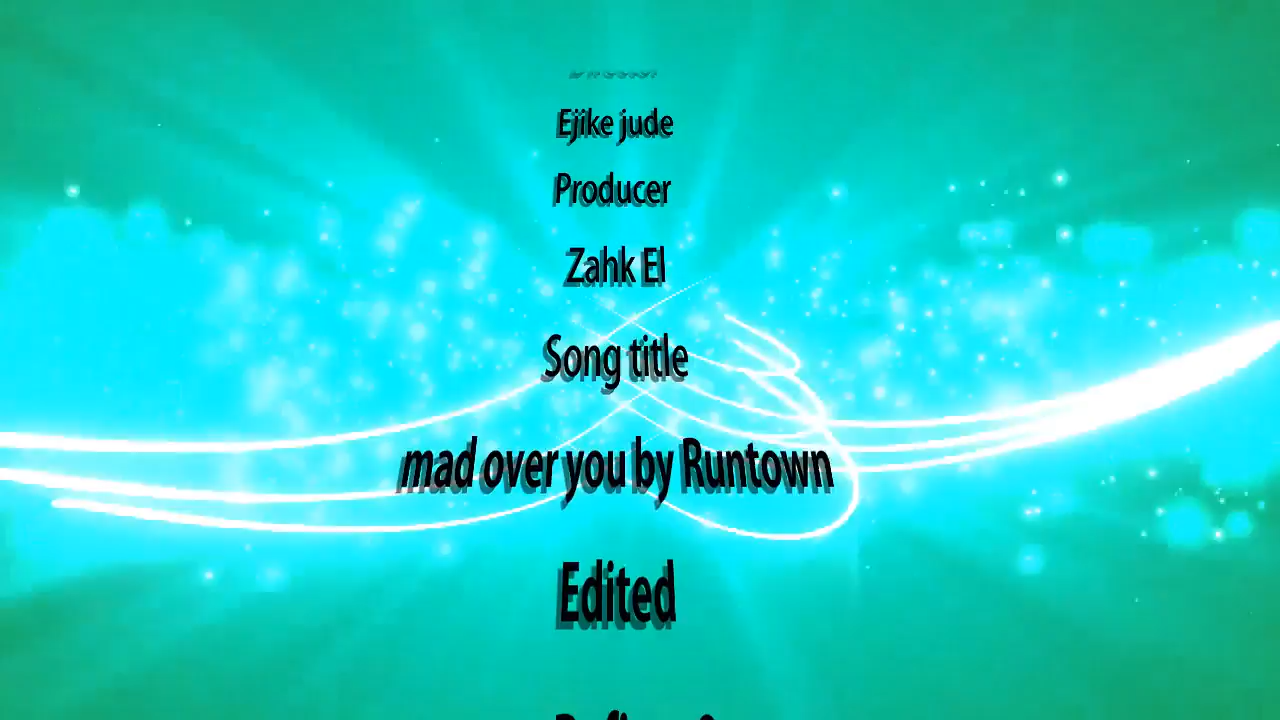 Ejike jude
Producer
Zahk El
Song title
mad over you by Runtown
Edited